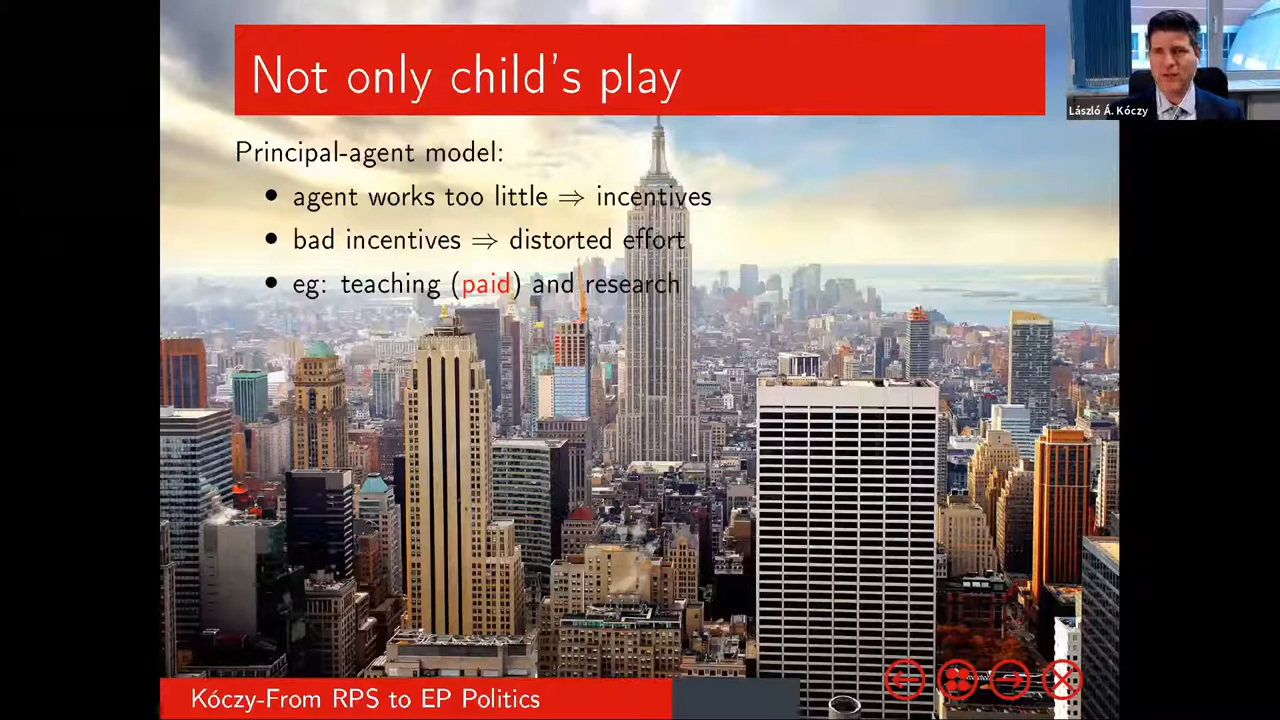 Not only child's play
László Á. Kóczy
Principal-agent model:
• agent works too little ⇒ incentives
• bad incentives ⇒ distorted effort
• eg: teaching (paid) and research
Kóczy-From RPS to EP Politics